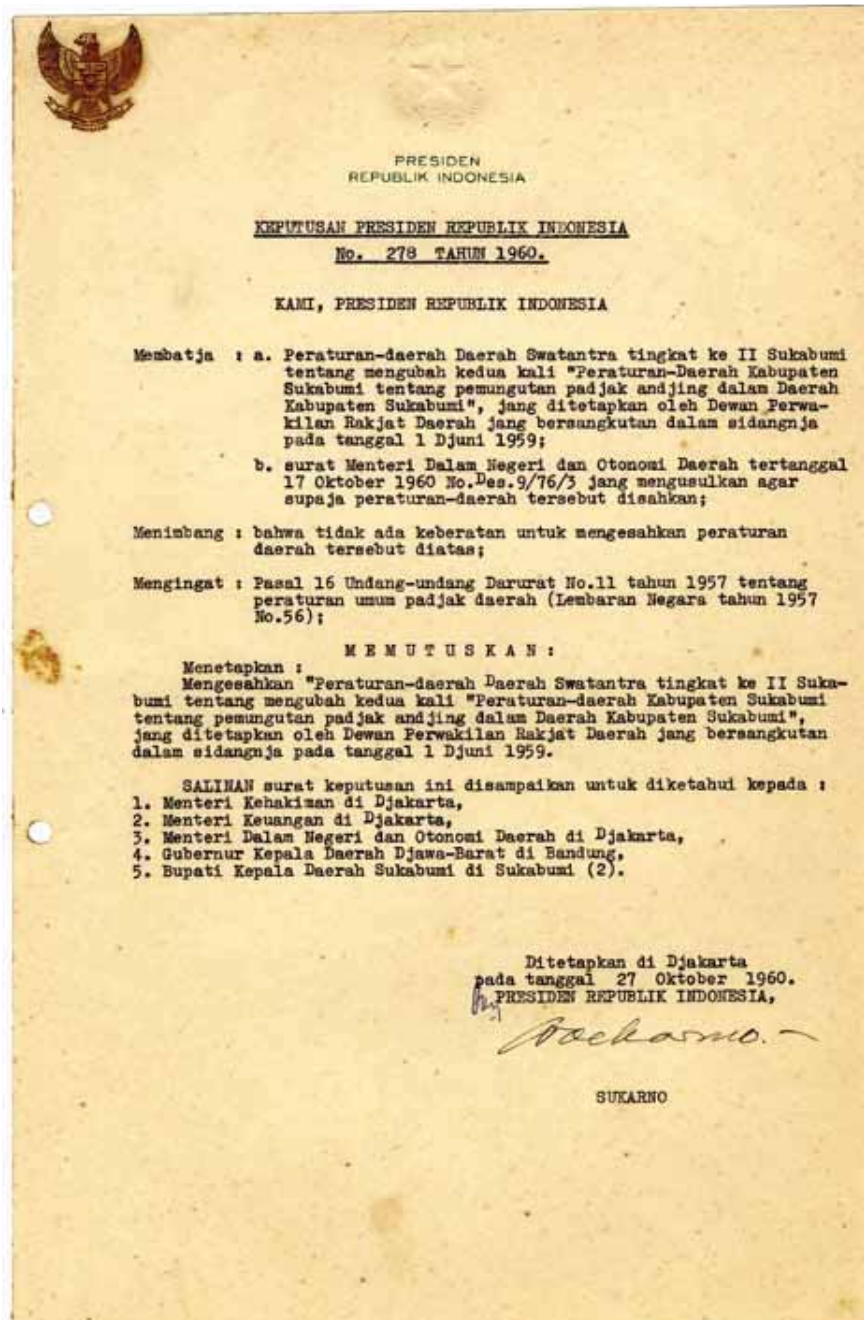 PRESIDEN
REPUBLIK INDONESIA
KEPUTUSAN PRESIDEN REPUBLIK INDONESIA
No. 278 TAHUN 1960.
KAMI, PRESIDEN REPUBLIK INDONESIA
Membatja : a. Peraturan-daerah Daerah Swatantra tingkat ke II Sukabumi
tentang mengubah kedua kali "Peraturan-Daerah Kabupaten
Sukabumi tentang pemungutan padjak andjing dalam Daerah
Kabupaten Sukabumi", jang ditetapkan oleh Dewan Perwa-
kilan Rakjat Daerah jang bersangkutan dalam sidangnja
pada tanggal 1 Djuni 1959;
b. surat Menteri Dalam Negeri dan Otonomi Daerah tertanggal
17 Oktober 1960 No.Des.9/76/3 jang mengusulkan agar
supaja peraturan-daerah tersebut disahkan;
Menimbang : bahwa tidak ada keberatan untuk mengesahkan peraturan
daerah tersebut diatas;
Mengingat : Pasal 16 Undang-undang Darurat No.11 tahun 1957 tentang
peraturan umum padjak daerah (Lembaran Negara tahun 1957
No.56);
M E M U T U S K A N :
Menetapkan :
Mengesahkan "Peraturan-daerah Daerah Swatantra tingkat ke II Suka-
bumi tentang mengubah kedua kali "Peraturan-daerah Kabupaten Sukabumi
tentang pemungutan padjak andjing dalam Daerah Kabupaten Sukabumi",
jang ditetapkan oleh Dewan Perwakilan Rakjat Daerah jang bersangkutan
dalam sidangnja pada tanggal 1 Djuni 1959.
SALINAN surat keputusan ini disampaikan untuk diketahui kepada :
1. Menteri Kehakiman di Djakarta,
2. Menteri Keuangan di Djakarta,
3. Menteri Dalam Negeri dan Otonomi Daerah di Djakarta,
4. Gubernur Kepala Daerah Djawa-Barat di Bandung,
5. Bupati Kepala Daerah Sukabumi di Sukabumi (2).
Ditetapkan di Djakarta
pada tanggal 27 Oktober 1960.
PRESIDEN REPUBLIK INDONESIA,
Soekarno.-
SUKARNO